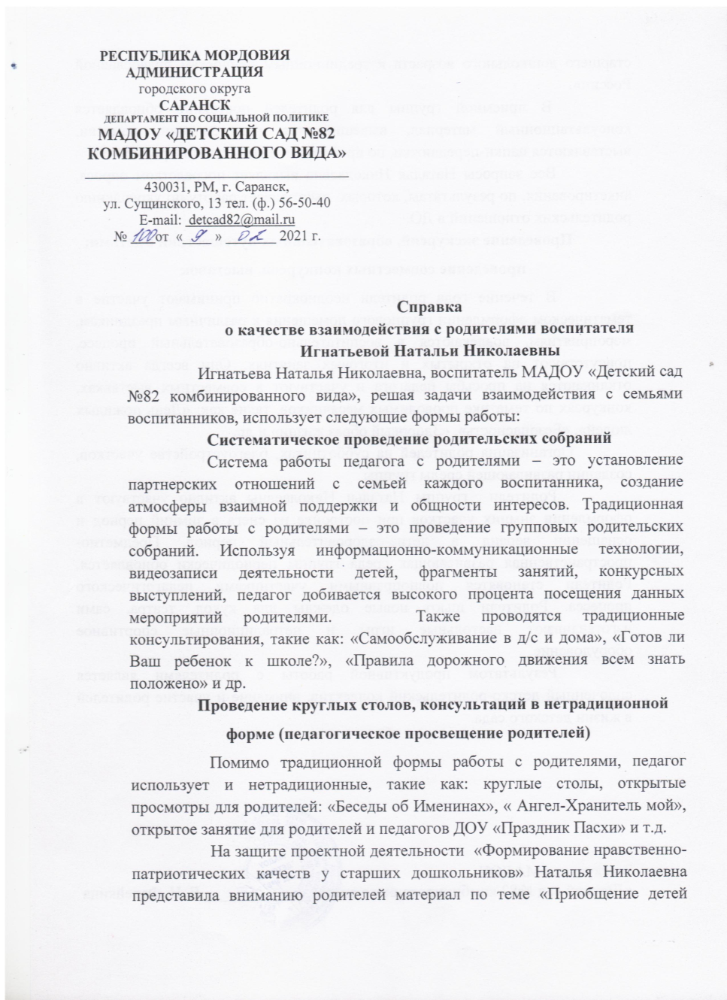 РЕСПУБЛИКА МОРДОВИЯ
АДМИНИСТРАЦИЯ
городского округа
САРАНСК
ДЕПАРТАМЕНТ ПО СОЦИАЛЬНОЙ ПОЛИТИКЕ
МАДОУ «ДЕТСКИЙ САД №82
КОМБИНИРОВАННОГО ВИДА»
430031, РМ, г. Саранск,
ул. Сущинского, 13 тел. (ф.) 56-50-40
E-mail: detcad82@mail.ru
№ 100 от « 9 » 02 2021 г.
Справка
о качестве взаимодействия с родителями воспитателя
Игнатьевой Натальи Николаевны
Игнатьева Наталья Николаевна, воспитатель МАДОУ «Детский сад
№82 комбинированного вида», решая задачи взаимодействия с семьями
воспитанников, использует следующие формы работы:
Систематическое проведение родительских собраний
Система работы педагога с родителями – это установление
партнерских отношений с семьей каждого воспитанника, создание
атмосферы взаимной поддержки и общности интересов. Традиционная
формы работы с родителями – это проведение групповых родительских
собраний. Используя информационно-коммуникационные технологии,
видеозаписи деятельности детей, фрагменты занятий, конкурсных
выступлений, педагог добивается высокого процента посещения данных
мероприятий родителями. Также проводятся традиционные
консультирования, такие как: «Самообслуживание в д/с и дома», «Готов ли
Ваш ребенок к школе?», «Правила дорожного движения всем знать
положено» и др.
Проведение круглых столов, консультаций в нетрадиционной
форме (педагогическое просвещение родителей)
Помимо традиционной формы работы с родителями, педагог
использует и нетрадиционные, такие как: круглые столы, открытые
просмотры для родителей: «Беседы об Именинах», « Ангел-Хранитель мой»,
открытое занятие для родителей и педагогов ДОУ «Праздник Пасхи» и т.д.
На защите проектной деятельности «Формирование нравственно-
патриотических качеств у старших дошкольников» Наталья Николаевна
представила вниманию родителей материал по теме «Приобщение детей